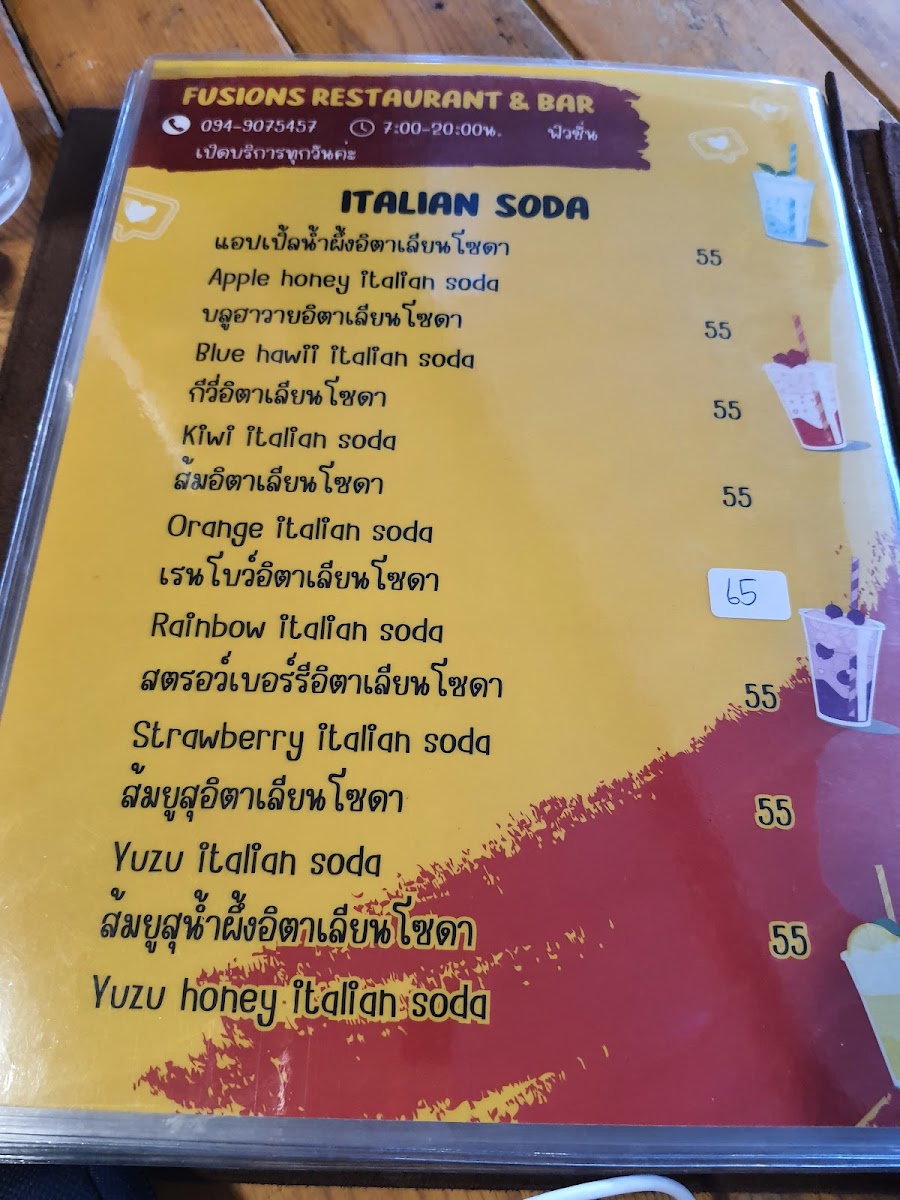 FUSIONS RESTAURANT & BAR
094-9075457 7:00-20:00น. ฟิวชั่น
เปิดบริการทุกวันค่ะ
ITALIAN SODA
แอปเปิ้ลน้ำผึ้งอิตาเลียนโซดา 55
Apple honey italian soda
บลูฮาวายอิตาเลียนโซดา 55
Blue hawii italian soda
กีวี่อิตาเลียนโซดา 55
Kiwi italian soda
ส้มอิตาเลียนโซดา 55
Orange italian soda
เรนโบว์อิตาเลียนโซดา 65
Rainbow italian soda
สตรอว์เบอร์รีอิตาเลียนโซดา 55
Strawberry italian soda
ส้มยูสุอิตาเลียนโซดา 55
Yuzu italian soda
ส้มยูสุน้ำผึ้งอิตาเลียนโซดา 55
Yuzu honey italian soda